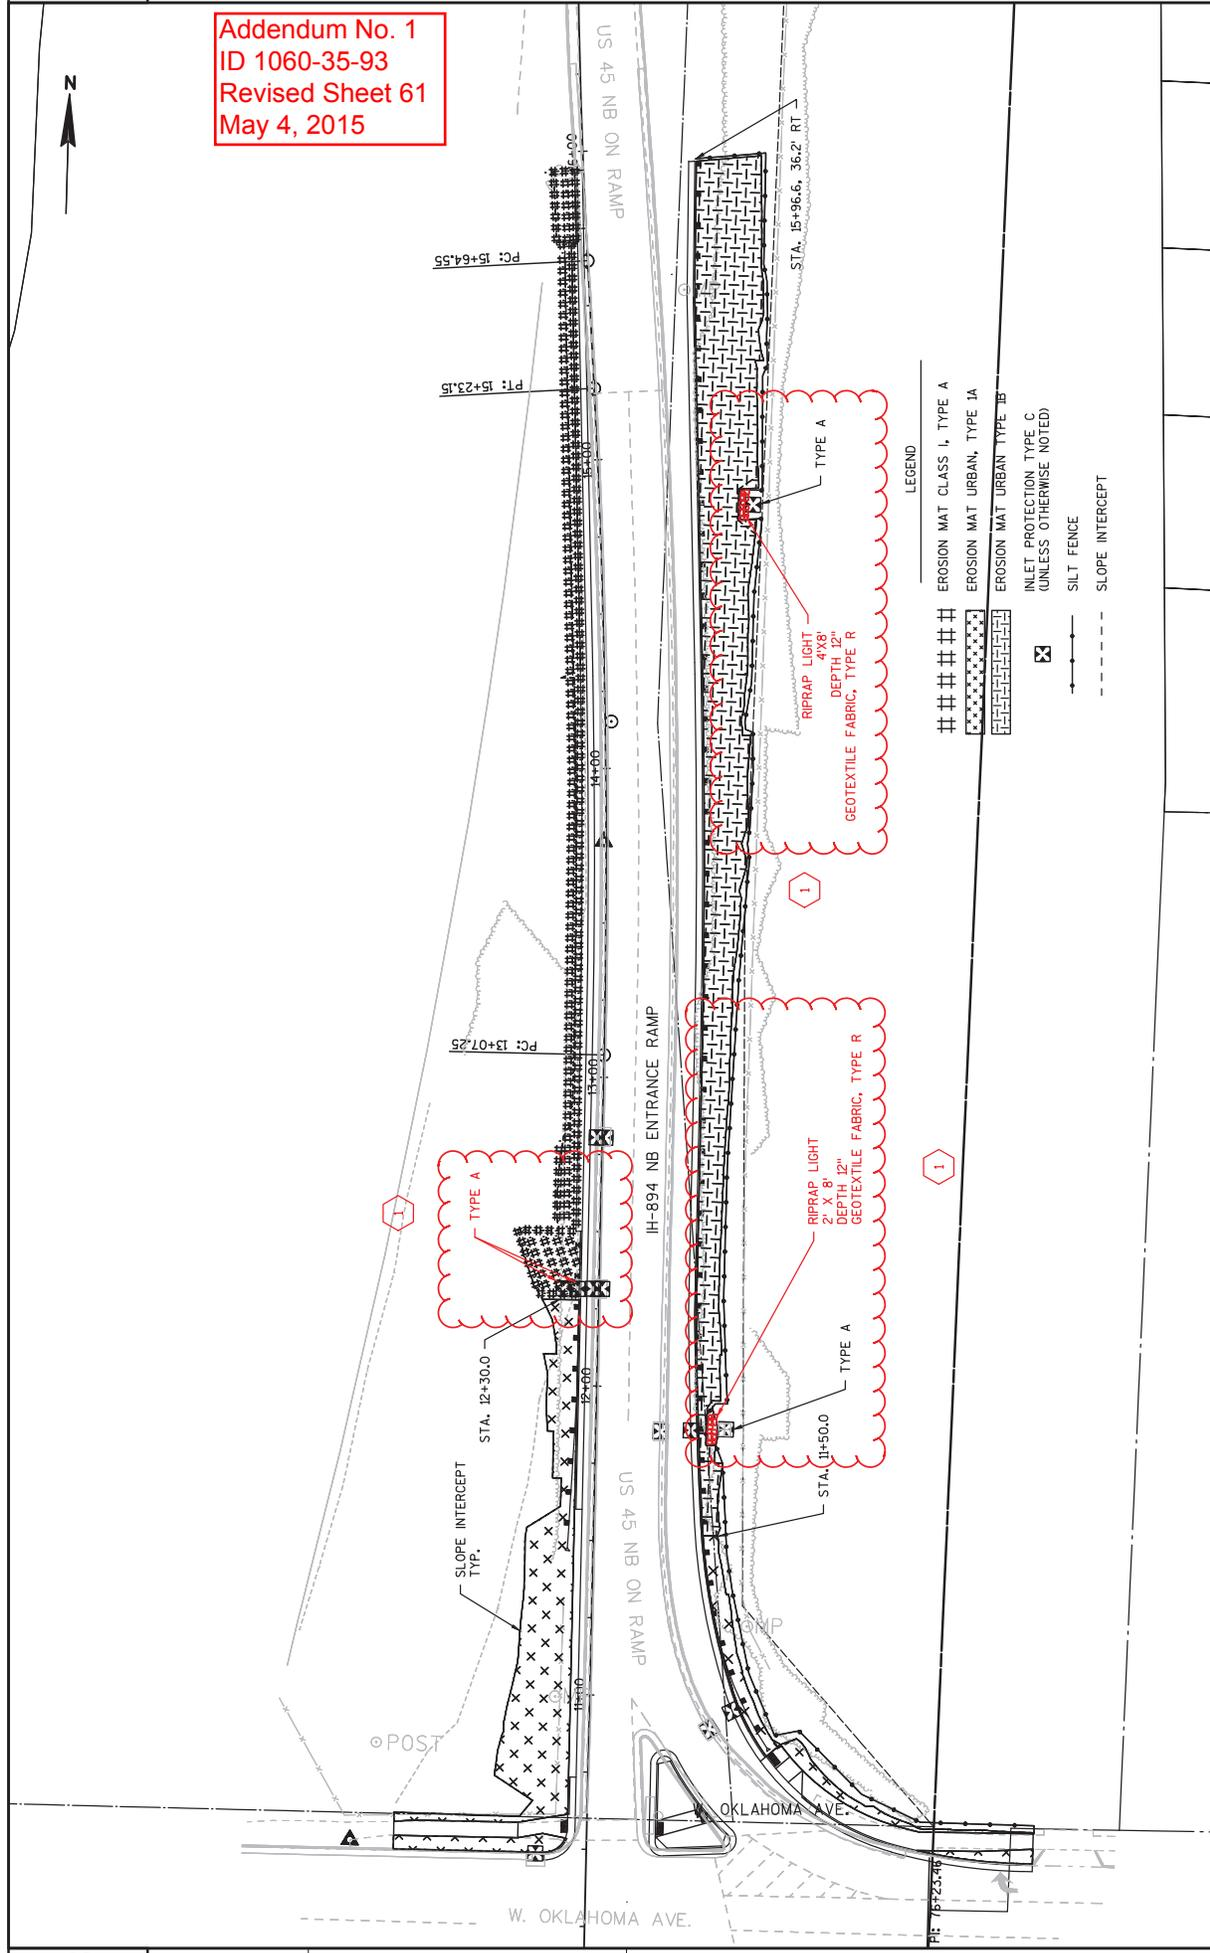 Addendum No. 1
ID 1060-35-93
Revised Sheet 61
May 4, 2015
N
US 45 NB ON RAMP
16+00
STA. 15+96.6, 36.2' RT
PC: 15+64.55
PT: 15+23.15
15+00
TYPE A
RIPRAP LIGHT
4'X8'
DEPTH 12"
GEOTEXTILE FABRIC, TYPE R
LEGEND
EROSION MAT CLASS I, TYPE A
EROSION MAT URBAN, TYPE 1A
EROSION MAT URBAN TYPE 1B
INLET PROTECTION TYPE C
(UNLESS OTHERWISE NOTED)
SILT FENCE
SLOPE INTERCEPT
14+00
1
PC: 13+07.25
13+00
IH-894 NB ENTRANCE RAMP
1
TYPE A
RIPRAP LIGHT
2' X 8'
DEPTH 12"
GEOTEXTILE FABRIC, TYPE R
1
STA. 12+30.0
12+00
TYPE A
STA. 11+50.0
SLOPE INTERCEPT
TYP.
US 45 NB ON RAMP
11+00
POST
W. OKLAHOMA AVE.
W. OKLAHOMA AVE.